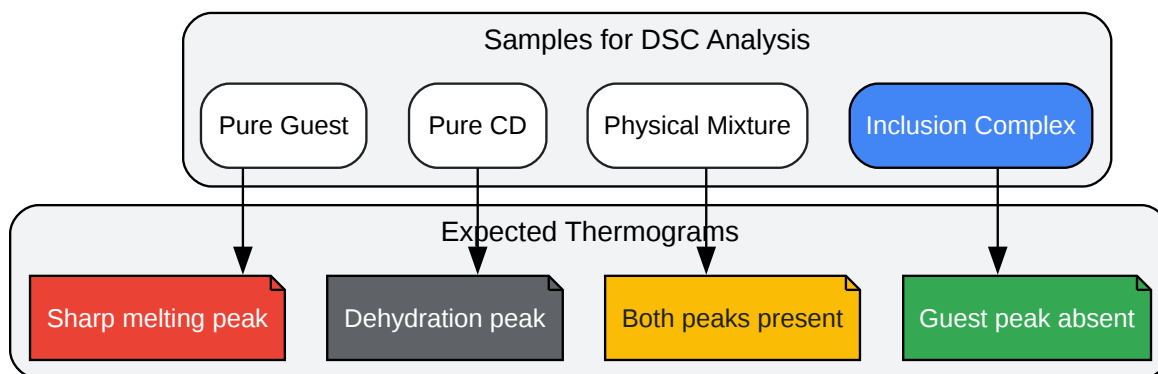 Samples for DSC Analysis
Pure Guest
Pure CD
Physical Mixture
Inclusion Complex
Expected Thermograms
Sharp melting peak
Dehydration peak
Both peaks present
Guest peak absent